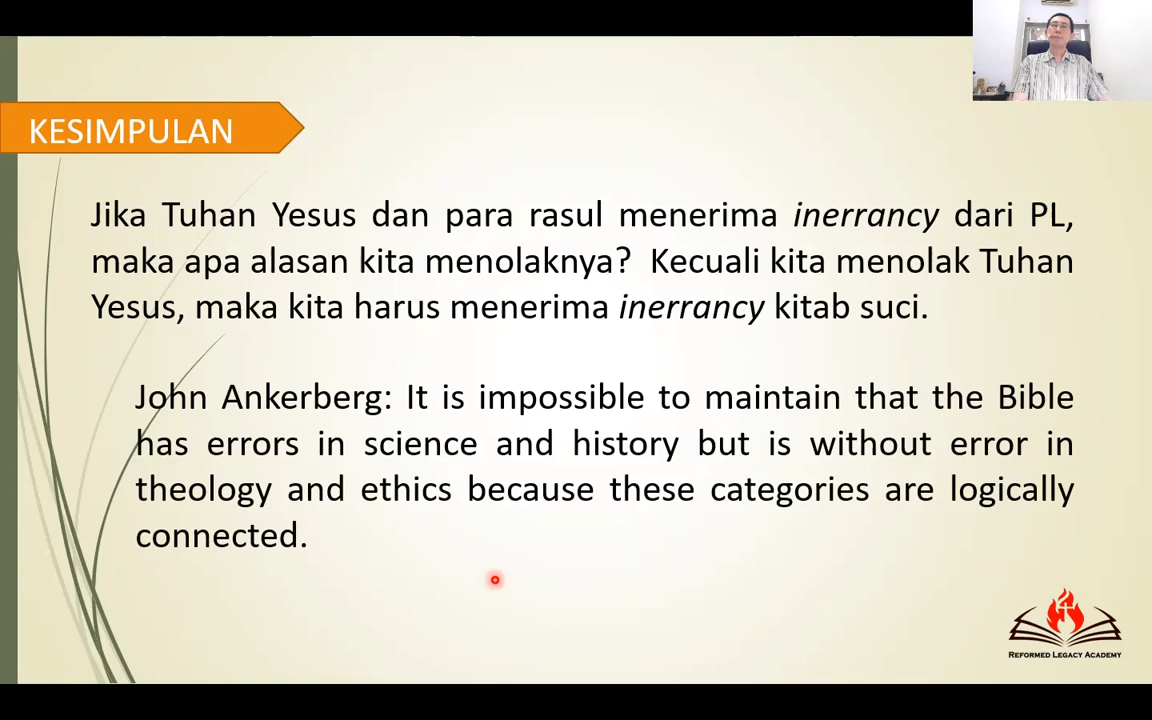 KESIMPULAN
Jika Tuhan Yesus dan para rasul menerima inerrancy dari PL,
maka apa alasan kita menolaknya? Kecuali kita menolak Tuhan
Yesus, maka kita harus menerima inerrancy kitab suci.
John Ankerberg: It is impossible to maintain that the Bible
has errors in science and history but is without error in
theology and ethics because these categories are logically
connected.
REFORMED LEGACY ACADEMY